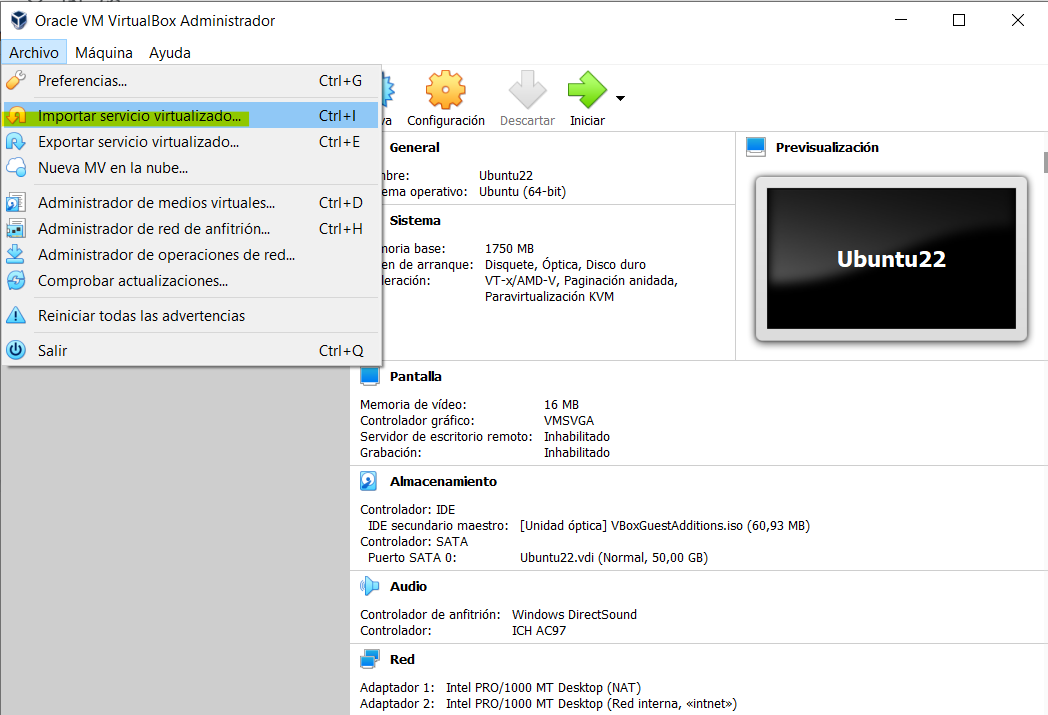 Oracle VM VirtualBox Administrador
Archivo Máquina Ayuda
Preferencias... Ctrl+G
Importar servicio virtualizado... Ctrl+I
Exportar servicio virtualizado... Ctrl+E
Nueva MV en la nube...
Administrador de medios virtuales... Ctrl+D
Administrador de red de anfitrión... Ctrl+H
Administrador de operaciones de red...
Comprobar actualizaciones...
Reiniciar todas las advertencias
Salir Ctrl+Q
Configuración Descartar Iniciar
General
Ubuntu22
operativo: Ubuntu (64-bit)
Previsualización
Ubuntu22
Sistema
base: 1750 MB
de arranque: Disquete, Óptica, Disco duro
VT-x/AMD-V, Paginación anidada,
Paravirtualización KVM
Pantalla
Memoria de vídeo: 16 MB
Controlador gráfico: VMSVGA
Servidor de escritorio remoto: Inhabilitado
Grabación: Inhabilitado
Almacenamiento
Controlador: IDE
IDE secundario maestro: [Unidad óptica] VBoxGuestAdditions.iso (60,93 MB)
Controlador: SATA
Puerto SATA 0: Ubuntu22.vdi (Normal, 50,00 GB)
Audio
Controlador de anfitrión: Windows DirectSound
Controlador: ICH AC97
Red
Adaptador 1: Intel PRO/1000 MT Desktop (NAT)
Adaptador 2: Intel PRO/1000 MT Desktop (Red interna, «intnet»)